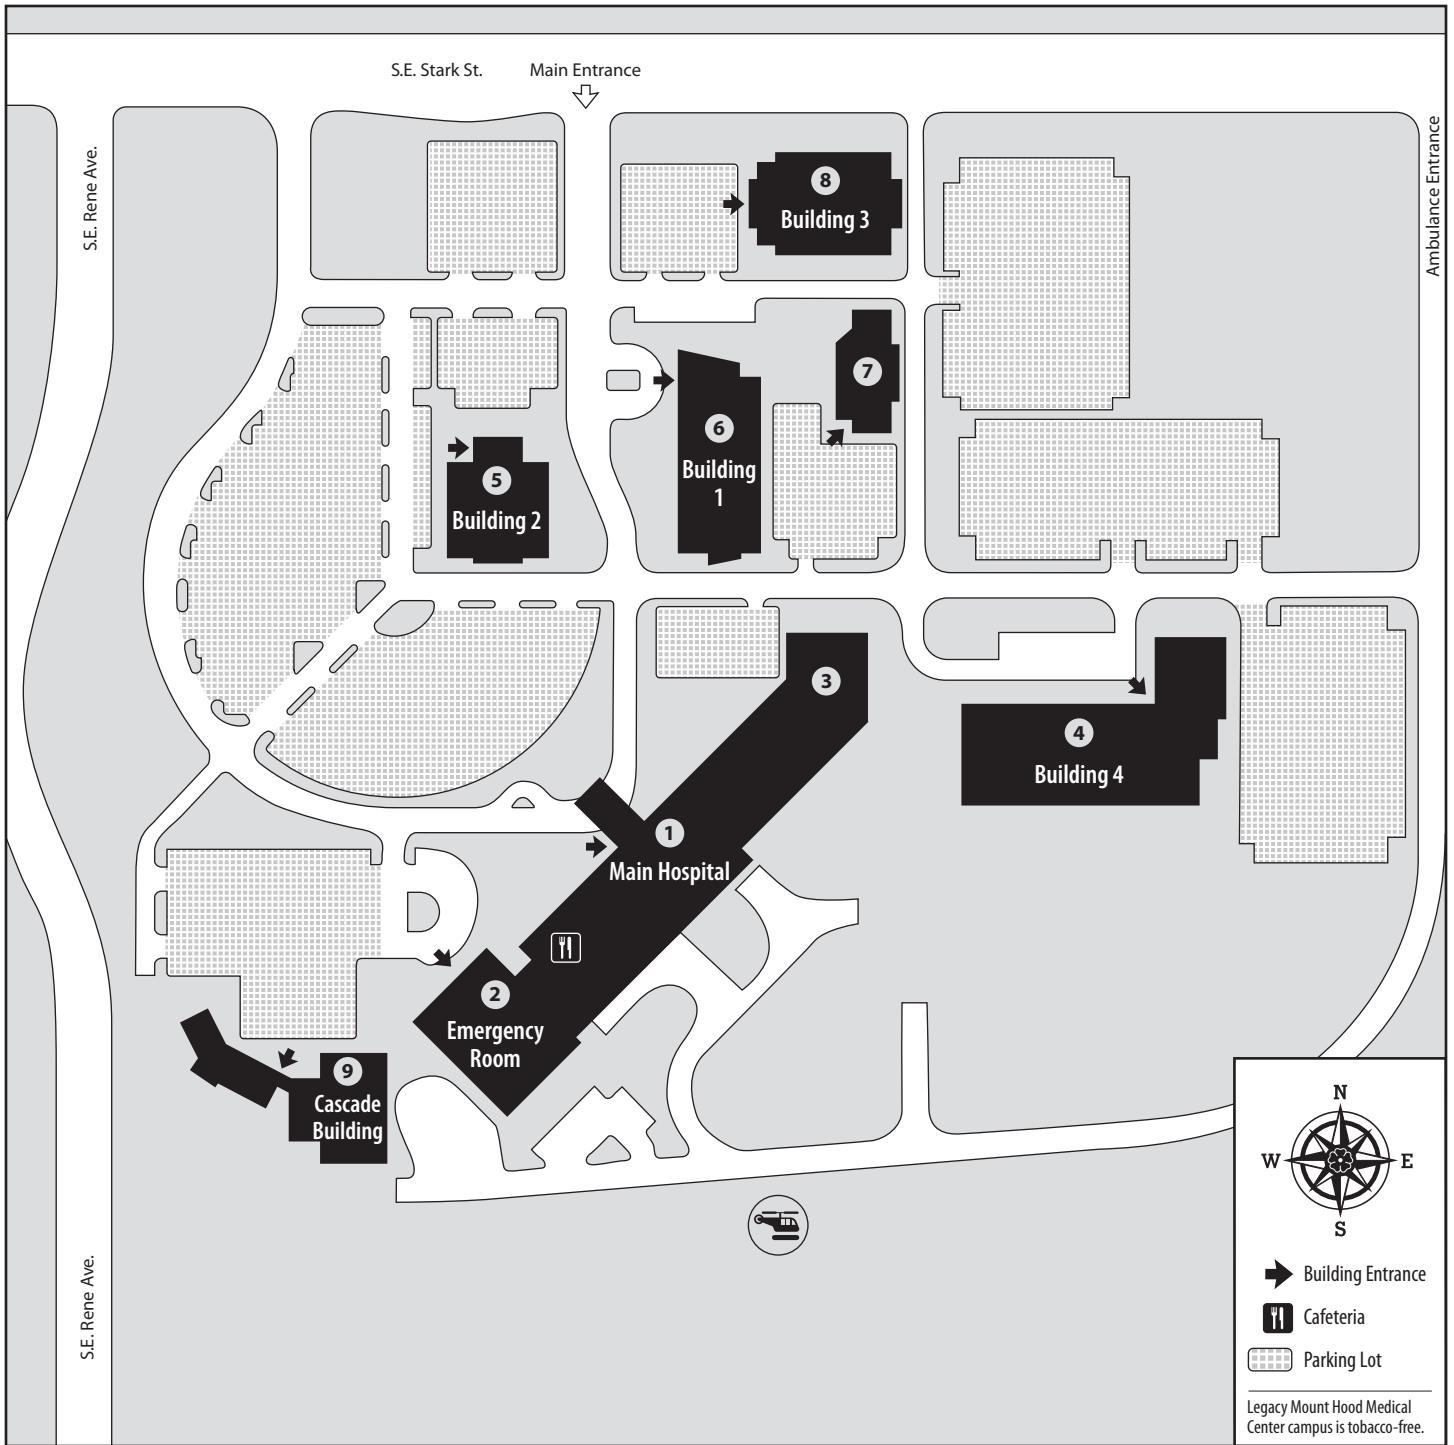 S.E. Stark St.
Main Entrance
S.E. Rene Ave.
Ambulance Entrance
8
Building 3
7
6
Building
1
5
Building 2
3
4
Building 4
1
Main Hospital
2
Emergency
Room
9
Cascade
Building
S.E. Rene Ave.
N
W
E
S
Building Entrance
Cafeteria
Parking Lot
Legacy Mount Hood Medical
Center campus is tobacco-free.